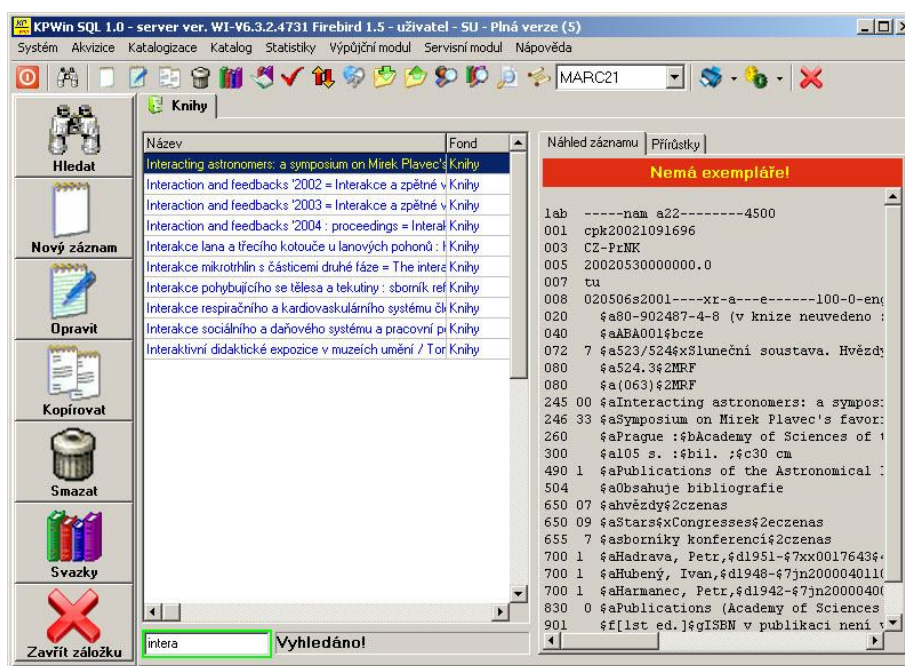 KPWin SQL 1.0 - server ver. WI-V6.3.2.4731 Firebird 1.5 - uživatel - SU - Plná verze (5)
Systém Akvizice Katalogizace Katalog Statistiky Výpůjční modul Servisní modul Nápověda
MARC21
Hledat
Nový záznam
Opravit
Kopírovat
Smazat
Svazky
Zavřít záložku
Knihy
Název Fond
Interacting astronomers: a symposium on Mirek Plavec's Knihy
Interaction and feedbacks '2002 = Interakce a zpětné v Knihy
Interaction and feedbacks '2003 = Interakce a zpětné v Knihy
Interaction and feedbacks '2004 : proceedings = Interak Knihy
Interakce lana a třecího kotouče u lanových pohonů : Knihy
Interakce mikrotrhlin s částicemi druhé fáze = The intera Knihy
Interakce pohybujícího se tělesa a tekutiny : sborník ref Knihy
Interakce respiračního a kardiovaskulárního systému čl Knihy
Interakce sociálního a daňového systému a pracovní p Knihy
Interaktivní didaktické expozice v muzeích umění / Tor Knihy
intera
Vyhledáno!
Náhled záznamu Přírůstky
Nemá exempláře!
lab -----nam a22--------4500
001 cpk20021091696
003 CZ-PrNK
005 20020530000000.0
007 tu
008 020506s2001----xr-a---e------100-0-eng
020 $a80-902487-4-8 (v knize neuvedeno :
040 $aABA001$bcze
072 7 $a523/524$xSluneční soustava. Hvězdy
080 $a524.3$2MRF
080 $a(063)$2MRF
245 00 $aInteracting astronomers: a sympos
246 33 $aSymposium on Mirek Plavec's favor
260 $aPrague :$bAcademy of Sciences of t
300 $a105 s. :$bil. ;$c30 cm
490 1 $aPublications of the Astronomical
504 $aObsahuje bibliografie
650 07 $ahvězdy$2czenas
650 09 $aStars$xCongresses$2eczenas
655 7 $asborníky konferencí$2czenas
700 1 $aHadrava, Petr,$d1951-$7xx0017643$
700 1 $aHubený, Ivan,$d1948-$7jn2000040110
700 1 $aHarmanec, Petr,$d1942-$7jn20000400
830 0 $aPublications (Academy of Sciences
901 $f[1st ed.]$gISBN v publikaci není v